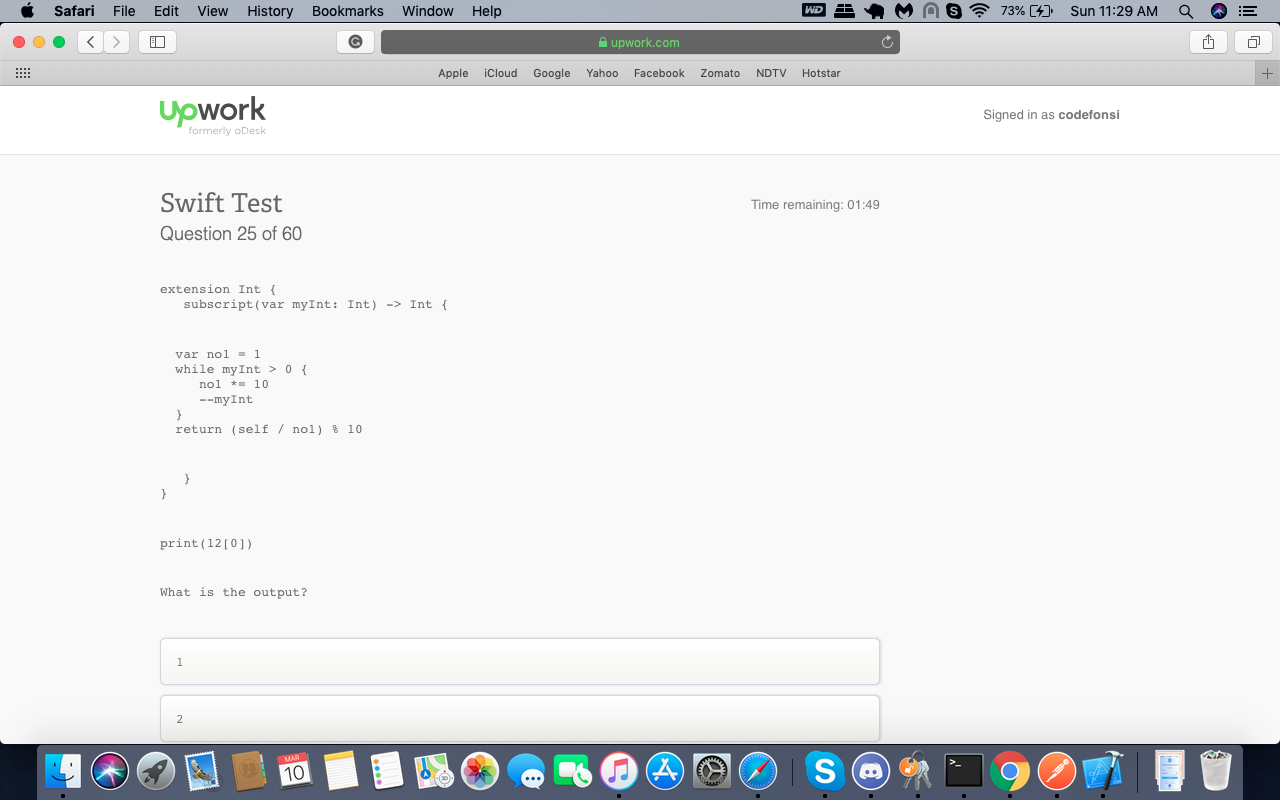 Safari File Edit View History Bookmarks Window Help WD S 73% Sun 11:29 AM
G upwork.com
Apple iCloud Google Yahoo Facebook Zomato NDTV Hotstar
upwork
formerly oDesk
Signed in as codefonsi
Swift Test
Time remaining: 01:49
Question 25 of 60
extension Int {
subscript(var myInt: Int) -> Int {
var no1 = 1
while myInt > 0 {
no1 *= 10
--myInt
}
return (self / no1) % 10
}
}
print(12[0])
What is the output?
1
2
MAR
10
S
>_